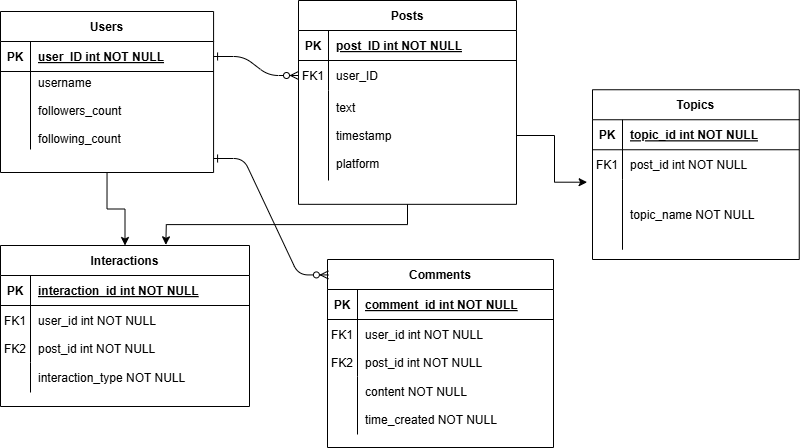 Users
PK user_ID int NOT NULL
username
followers_count
following_count
Posts
PK post_ID int NOT NULL
FK1 user_ID
text
timestamp
platform
Topics
PK topic_id int NOT NULL
FK1 post_id int NOT NULL
topic_name NOT NULL
Interactions
PK interaction_id int NOT NULL
FK1 user_id int NOT NULL
FK2 post_id int NOT NULL
interaction_type NOT NULL
Comments
PK comment_id int NOT NULL
FK1 user_id int NOT NULL
FK2 post_id int NOT NULL
content NOT NULL
time_created NOT NULL